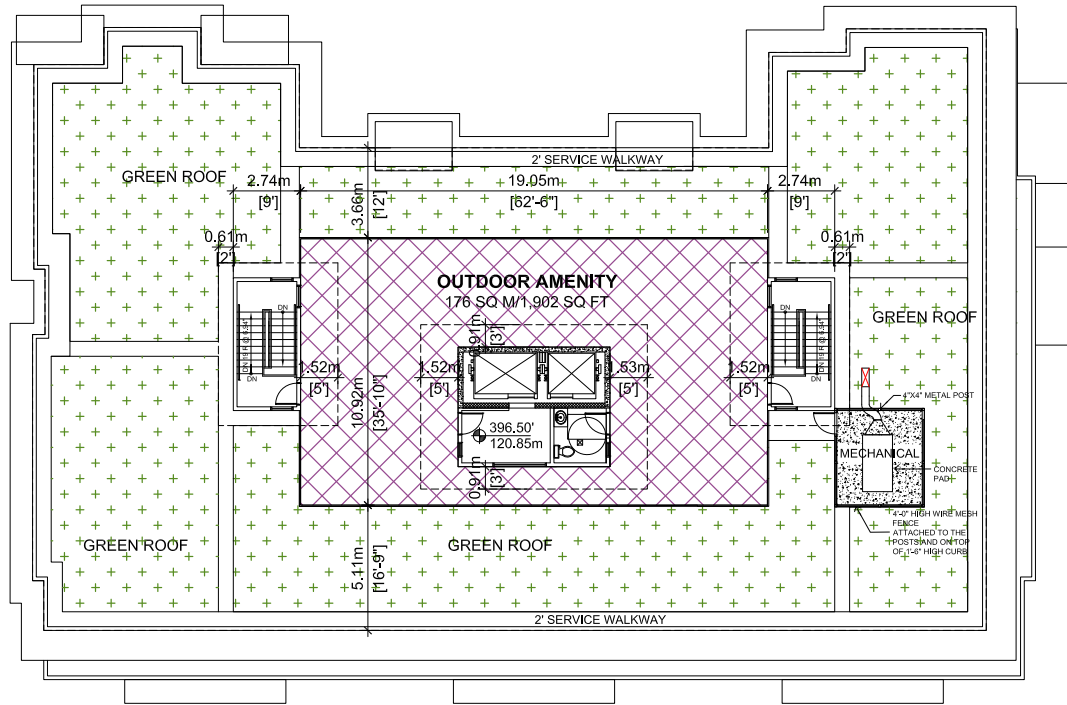 2' SERVICE WALKWAY
GREEN ROOF
2.74m
[9']
19.05m
[62'-6"]
2.74m
[9']
3.66m
[12']
0.61m
[2']
0.61m
[2']
OUTDOOR AMENITY
176 SQ M/1,902 SQ FT
GREEN ROOF
DN
DN
DN
DN
0.91m
[3']
1.52m
[5']
1.52m
[5']
1.53m
[5']
1.52m
[5']
10.92m
[35'-10"]
396.50'
120.85m
4"X4" METAL POST
MECHANICAL
CONCRETE
PAD
0.91m
[3']
4'-0" HIGH WIRE MESH
FENCE
ATTACHED TO THE
POSTS AND ON TOP
OF 1'-6" HIGH CURB
GREEN ROOF
GREEN ROOF
5.11m
[16'-9"]
2' SERVICE WALKWAY